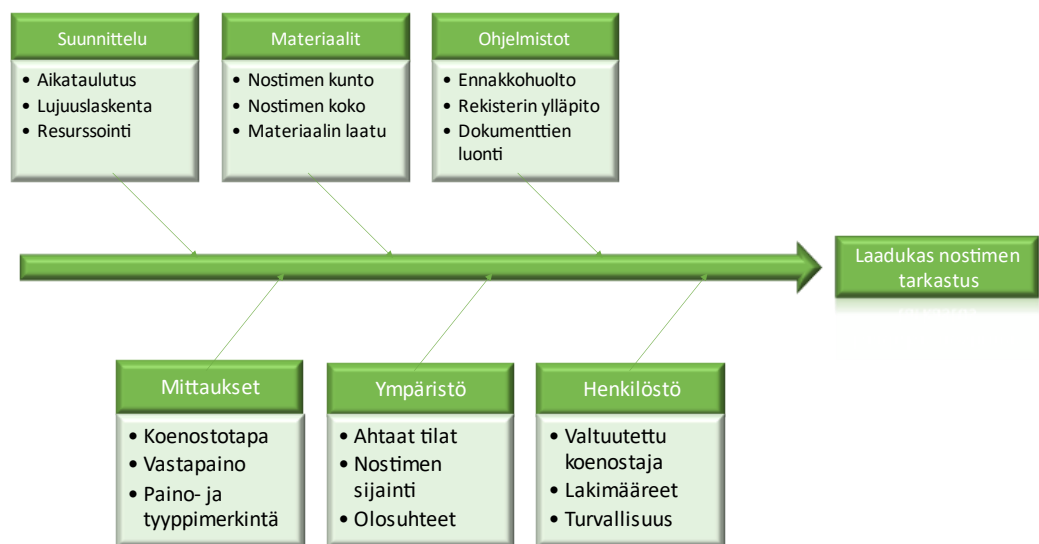 Suunnittelu
• Aikataulutus
• Lujuuslaskenta
• Resurssointi
Materiaalit
• Nostimen kunto
• Nostimen koko
• Materiaalin laatu
Ohjelmistot
• Ennakkohuolto
• Rekisterin ylläpito
• Dokumenttien
luonti
Laadukas nostimen
tarkastus
Mittaukset
• Koenostotapa
• Vastapaino
• Paino- ja
tyyppimerkintä
Ympäristö
• Ahtaat tilat
• Nostimen
sijainti
• Olosuhteet
Henkilöstö
• Valtuutettu
koenostaja
• Lakimääreet
• Turvallisuus